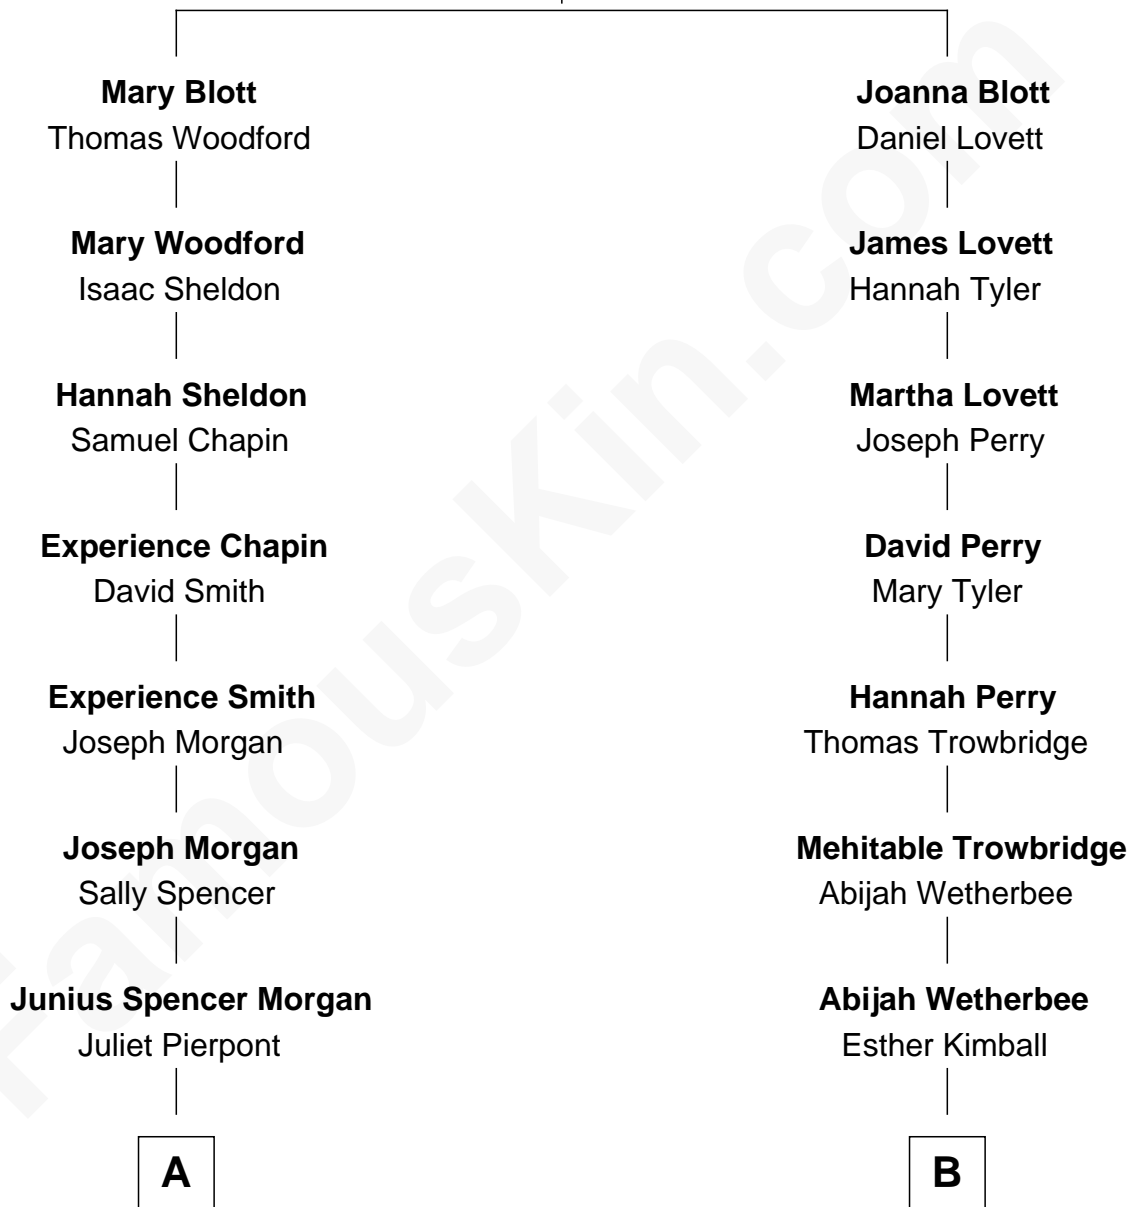 Mary Blott
Thomas Woodford
Mary Woodford
Isaac Sheldon
Hannah Sheldon
Samuel Chapin
Experience Chapin
David Smith
Experience Smith
Joseph Morgan
Joseph Morgan
Sally Spencer
Junius Spencer Morgan
Juliet Pierpont
A
Joanna Blott
Daniel Lovett
James Lovett
Hannah Tyler
Martha Lovett
Joseph Perry
David Perry
Mary Tyler
Hannah Perry
Thomas Trowbridge
Mehitable Trowbridge
Abijah Wetherbee
Abijah Wetherbee
Esther Kimball
B
FamousKin.com